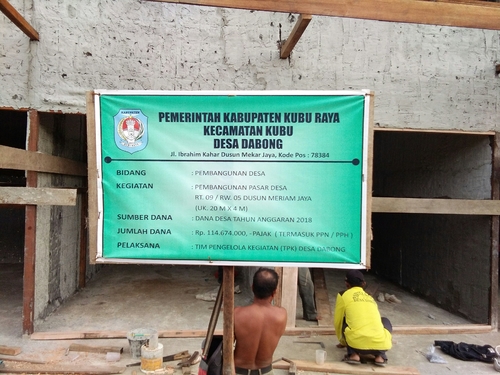 PEMERINTAH KABUPATEN KUBU RAYA
KECAMATAN KUBU
DESA DABONG
Jl. Ibrahim Kahar Dusun Mekar Jaya, Kode Pos : 78384
BIDANG : PEMBANGUNAN DESA
KEGIATAN : PEMBANGUNAN PASAR DESA
RT. 09 / RW. 05 DUSUN MERIAM JAYA
(UK. 20 M X 4 M)
SUMBER DANA : DANA DESA TAHUN ANGGARAN 2018
JUMLAH DANA : Rp. 114.674.000, - PAJAK ( TERMASUK PPN / PPH )
PELAKSANA : TIM PENGELOLA KEGIATAN (TPK) DESA DABONG